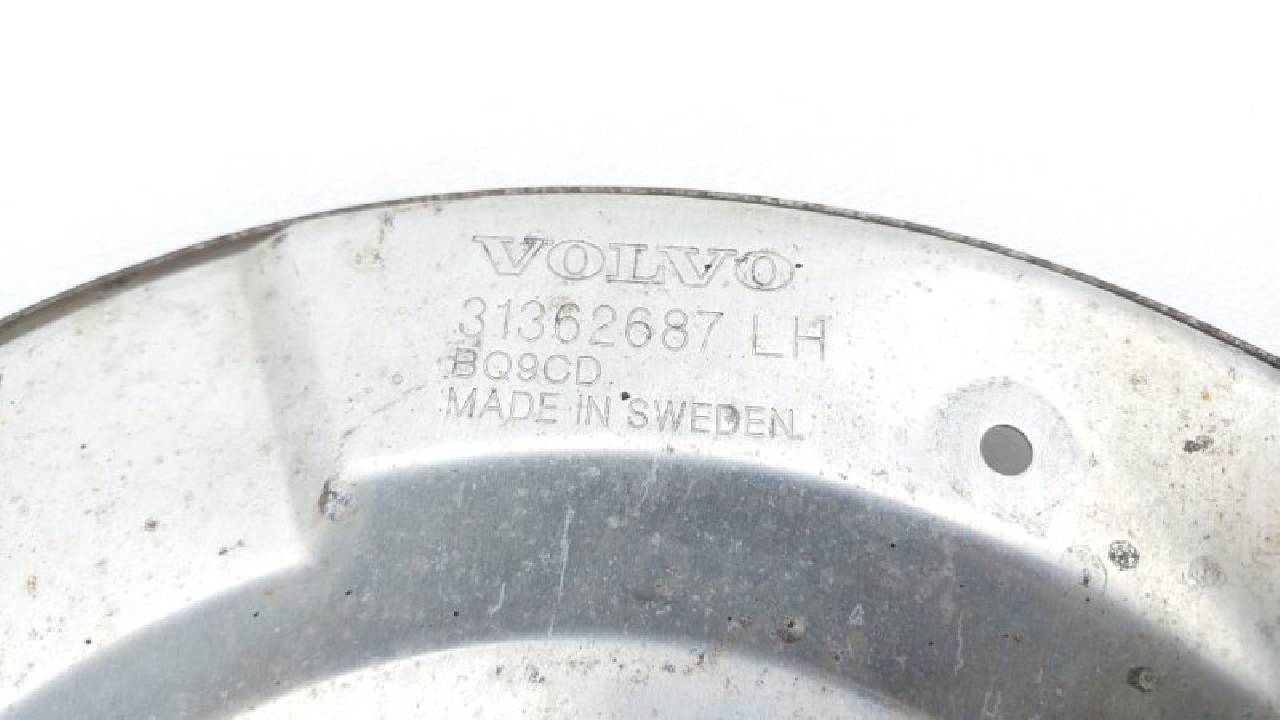 VOLVO
31362687 LH
BQ9CD
MADE IN SWEDEN